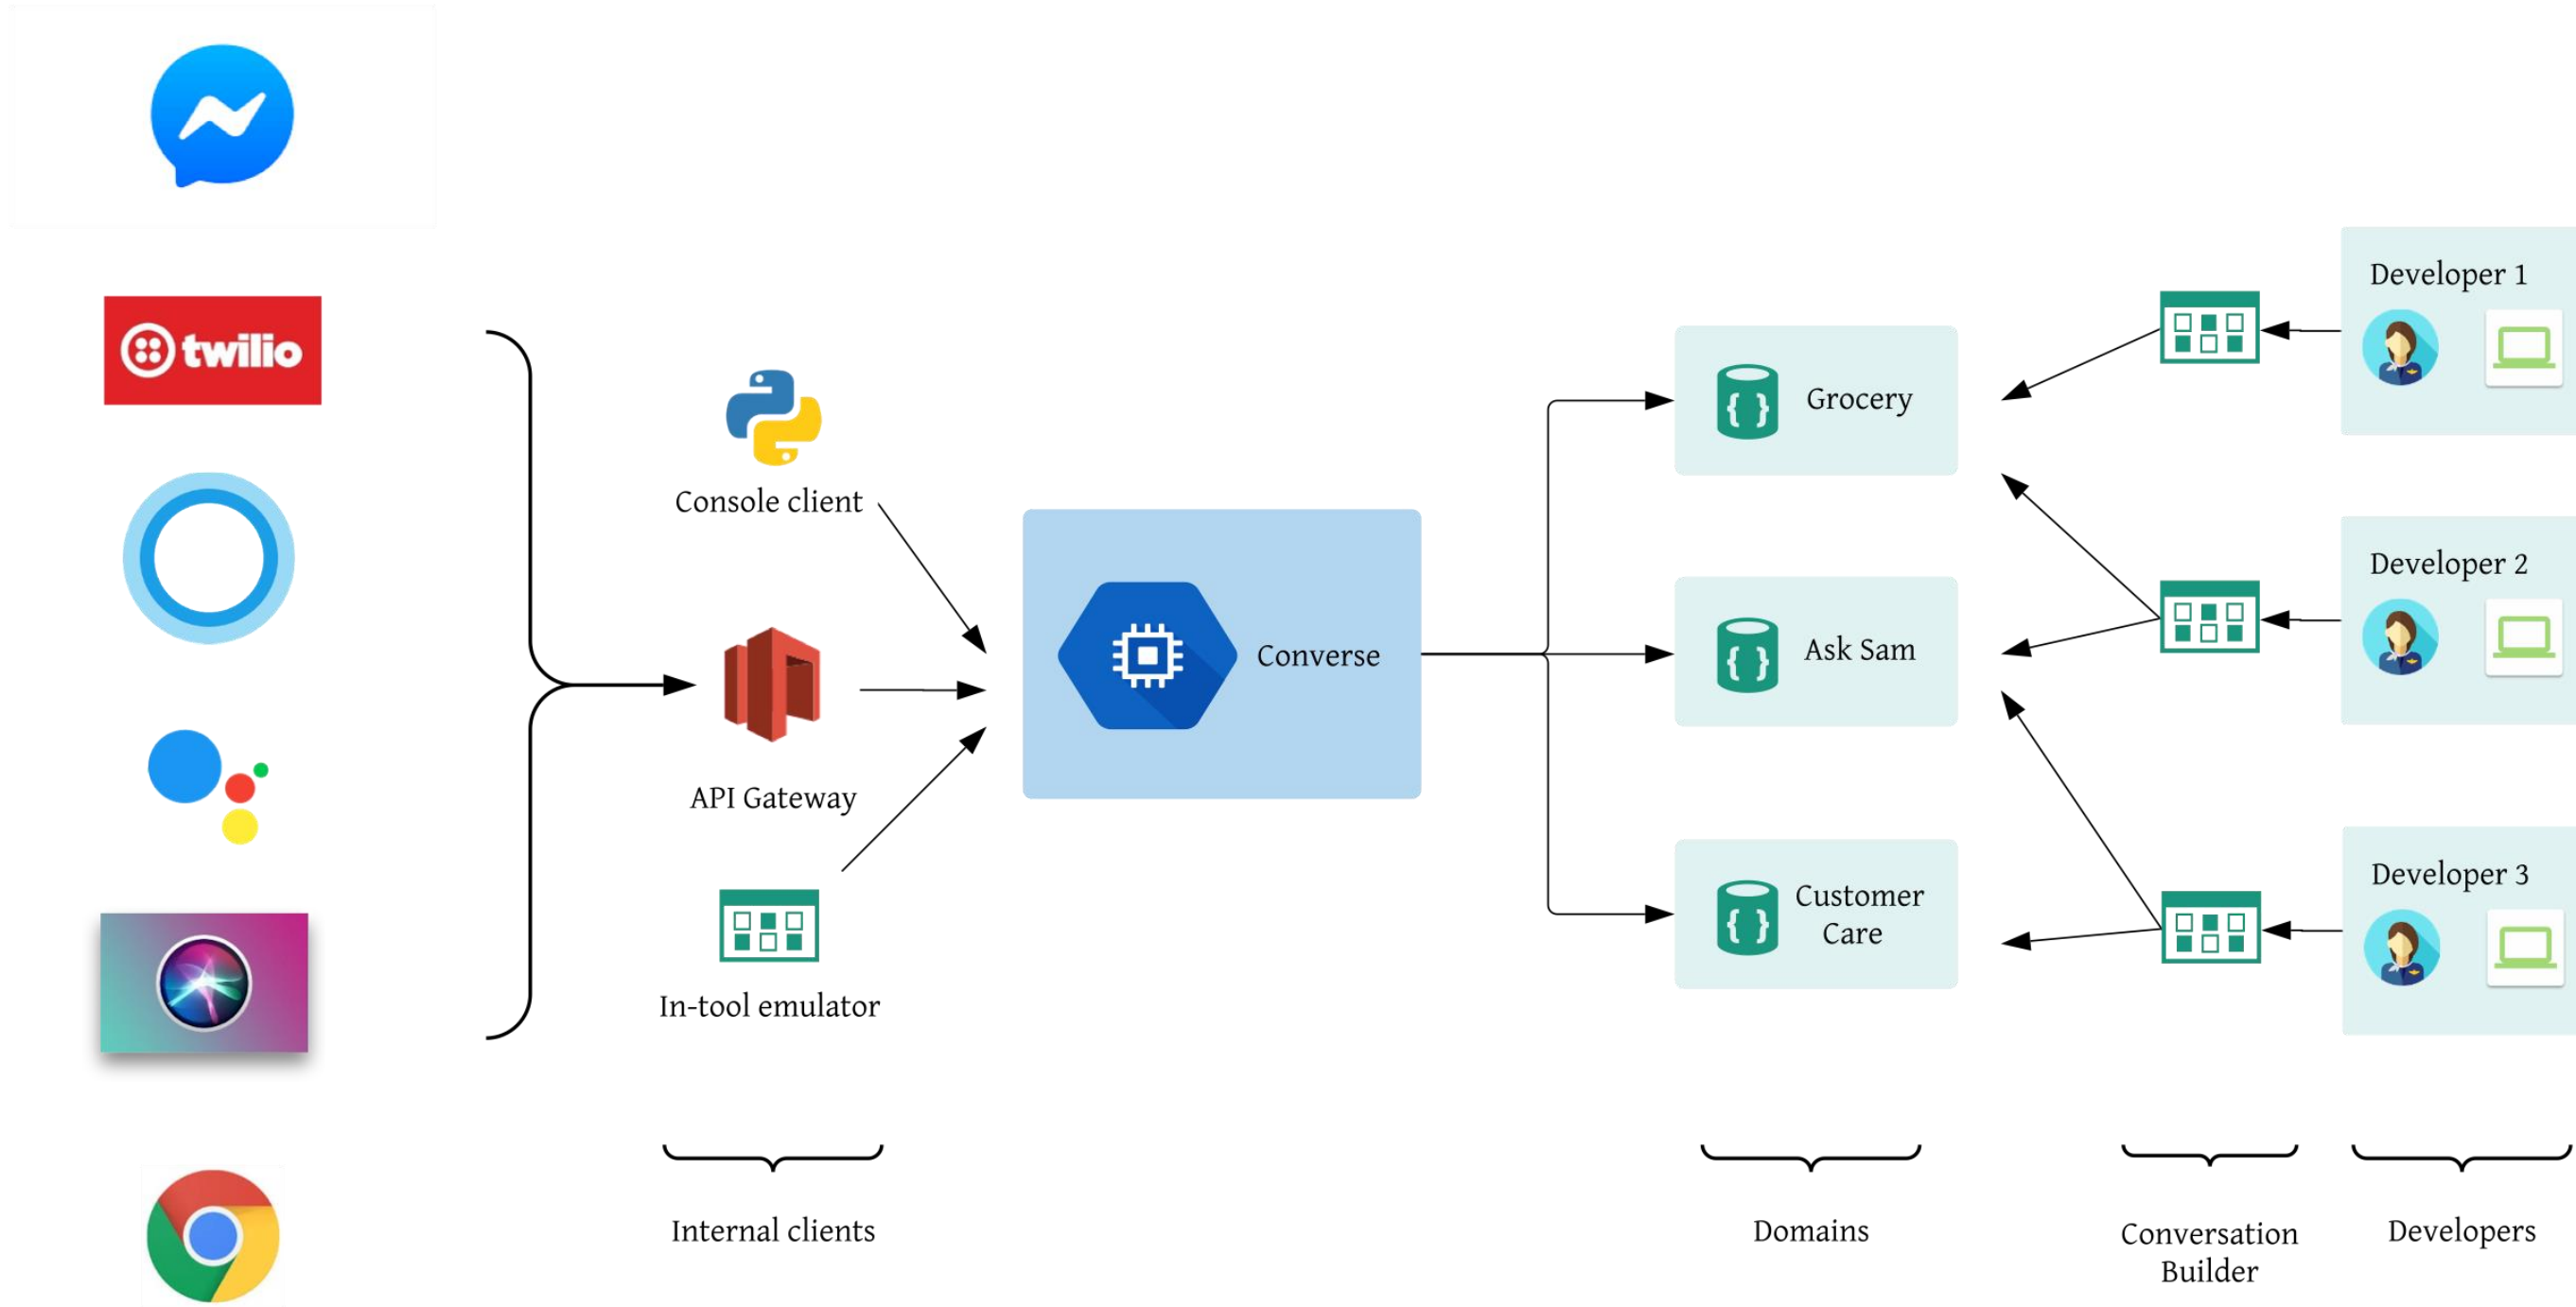 twilio
Console client
API Gateway
In-tool emulator
Internal clients
Converse
Grocery
Ask Sam
Customer
Care
Domains
Conversation
Builder
Developer 1
Developer 2
Developer 3
Developers